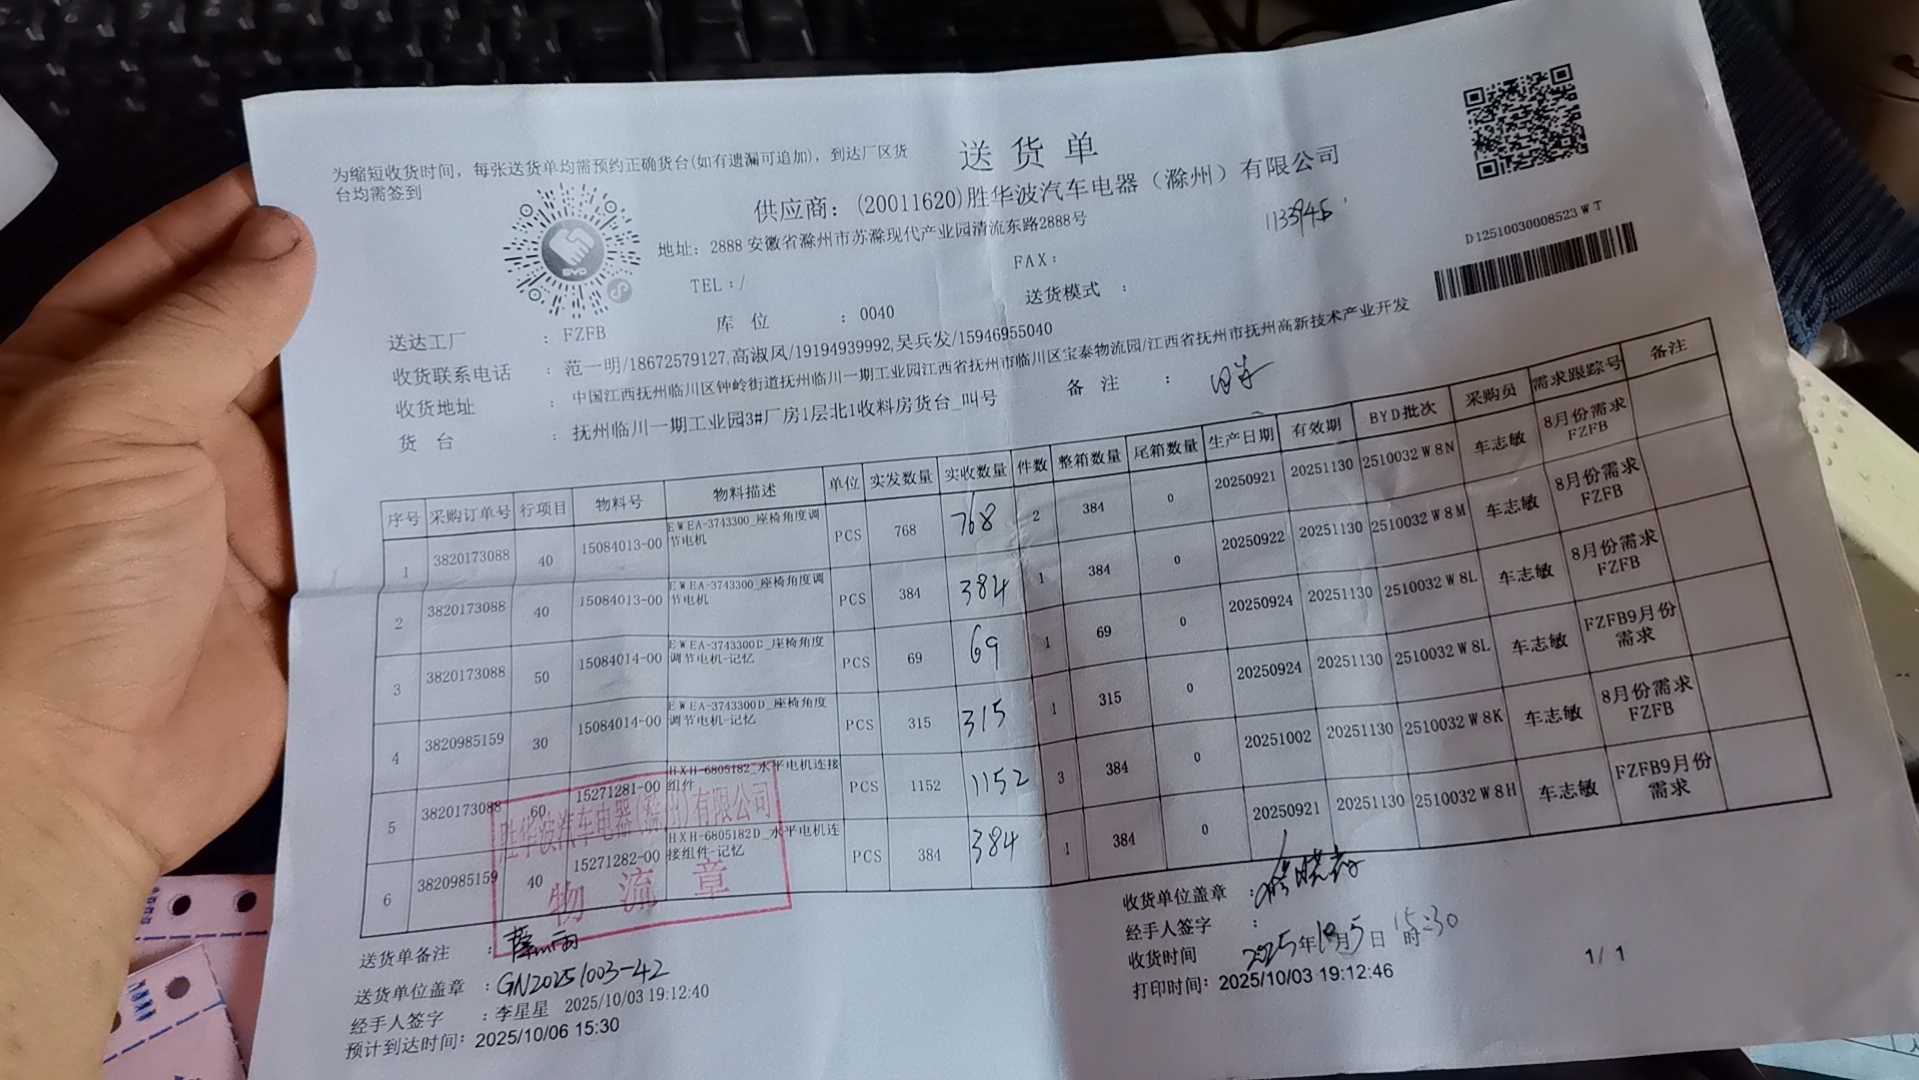 为缩短收货时间，每张送货单均需预约正确货台(如有遗漏可追加)，到达厂区货
台均需签到
送货单
供应商：(20011620)胜华波汽车电器（滁州）有限公司
地址：2888 安徽省滁州市苏滁现代产业园清流东路2888号
1133945
D12510030008523WT
BYD
TEL：/
FAX：
送达工厂：FZFB
库 位：0040
送货模式：
收货联系电话：范一明/18672579127,高淑风/19194939992,吴兵发/15946955040
收货地址：中国江西抚州临川区钟岭街道抚州临川一期工业园江西省抚州市临川区宝泰物流园/江西省抚州市抚州高新技术产业开发
货 台：抚州临川一期工业园3#厂房1层北1收料房货台_叫号
备 注：
序号 采购订单号 行项目 物料号 物料描述 单位 实发数量 实收数量 件数 整箱数量 尾箱数量 生产日期 有效期 BYD批次 采购员 需求跟踪号 备注
1 3820173088 40 15084013-00 EWEA-3743300_座椅角度调节电机 PCS 768 768 2 384 0 20250921 20251130 2510032W8N 车志敏 8月份需求FZFB
2 3820173088 40 15084013-00 EWEA-3743300_座椅角度调节电机 PCS 384 384 1 384 0 20250922 20251130 2510032W8M 车志敏 8月份需求FZFB
3 3820173088 50 15084014-00 EWEA-3743300D_座椅角度调节电机-记忆 PCS 69 69 1 69 0 20250924 20251130 2510032W8L 车志敏 8月份需求FZFB
4 3820985159 30 15084014-00 EWEA-3743300D_座椅角度调节电机-记忆 PCS 315 315 1 315 0 20250924 20251130 2510032W8L 车志敏 FZFB9月份需求
5 3820173088 60 15271281-00 HXH-6805182_水平电机连接组件 PCS 1152 1152 3 384 0 20251002 20251130 2510032W8K 车志敏 8月份需求FZFB
6 3820985159 40 15271282-00 HXH-6805182D_水平电机连接组件-记忆 PCS 384 384 1 384 0 20250921 20251130 2510032W8H 车志敏 FZFB9月份需求
胜华波汽车电器(滁州)有限公司
物流章
送货单备注：
送货单位盖章：GN20251003-42
经手人签字：李星星 2025/10/03 19:12:40
预计到达时间：2025/10/06 15:30
收货单位盖章：
经手人签字：
收货时间 2025年10月5日 15时:30
打印时间：2025/10/03 19:12:46
1/ 1